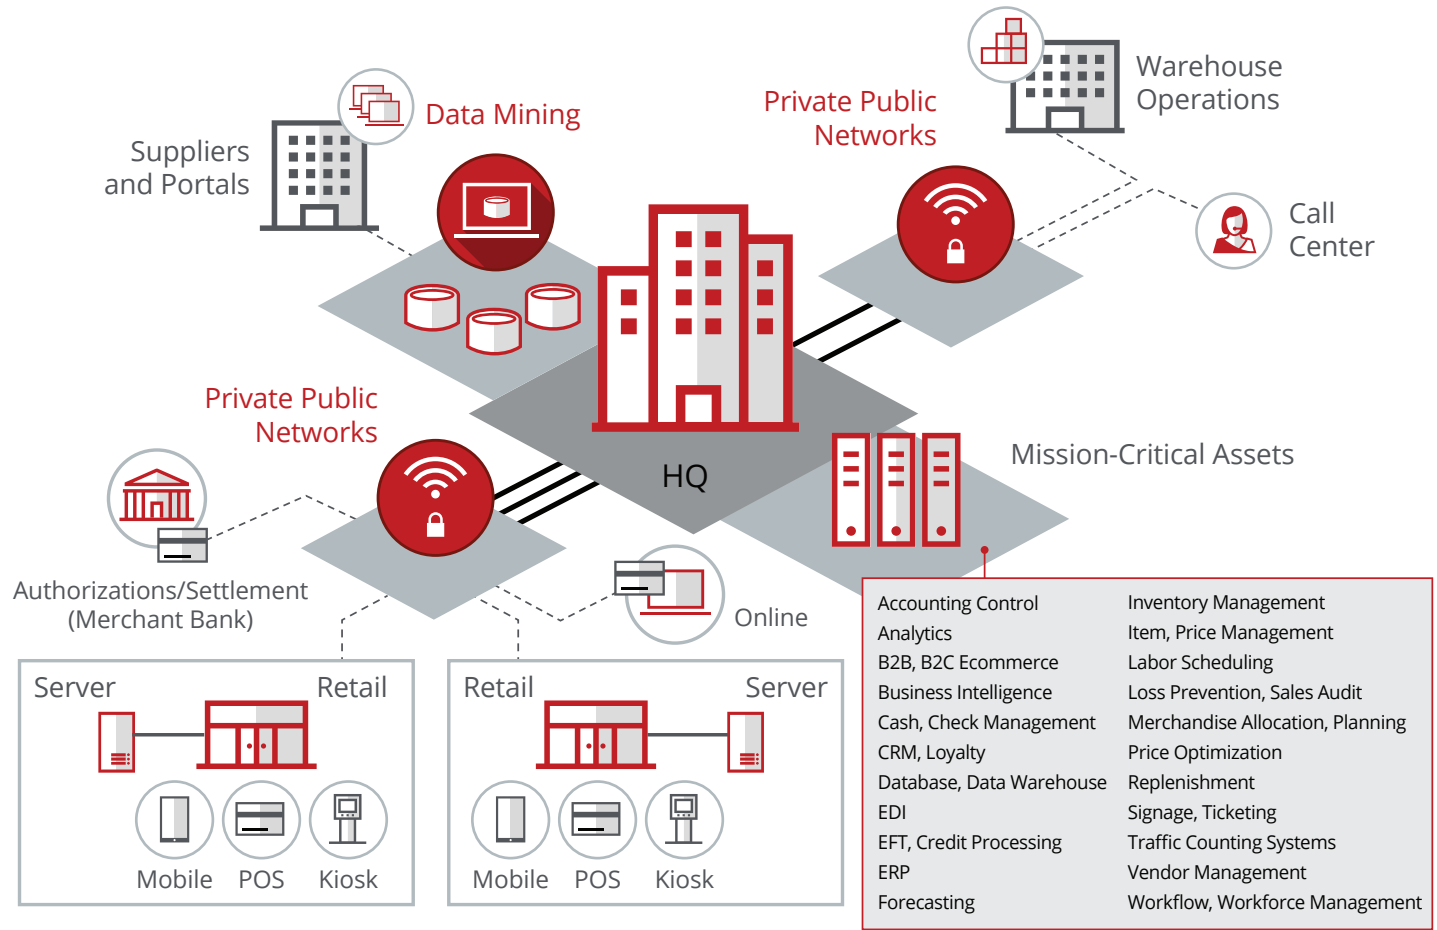 Warehouse
Operations
Private Public
Networks
Data Mining
Suppliers
and Portals
Call
Center
Private Public
Networks
HQ
Mission-Critical Assets
Authorizations/Settlement
(Merchant Bank)
Online
Server
Retail
Mobile
POS
Kiosk
Retail
Server
Mobile
POS
Kiosk
Accounting Control
Analytics
B2B, B2C Ecommerce
Business Intelligence
Cash, Check Management
CRM, Loyalty
Database, Data Warehouse
EDI
EFT, Credit Processing
ERP
Forecasting
Inventory Management
Item, Price Management
Labor Scheduling
Loss Prevention, Sales Audit
Merchandise Allocation, Planning
Price Optimization
Replenishment
Signage, Ticketing
Traffic Counting Systems
Vendor Management
Workflow, Workforce Management